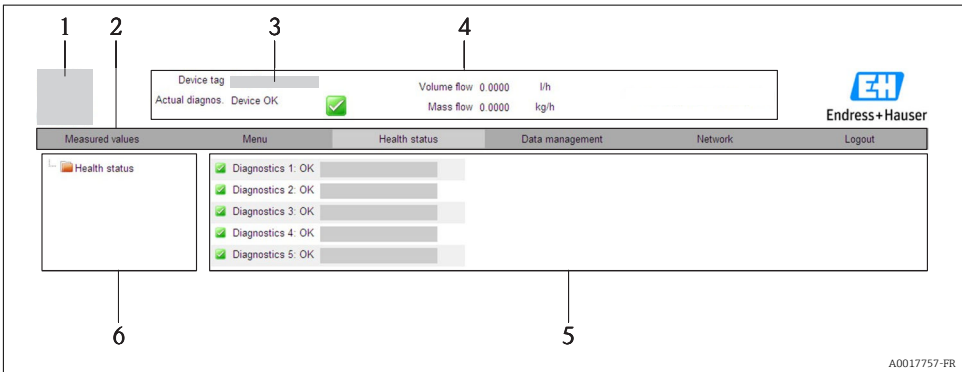 1 2 3 4
Device tag
Volume flow 0.0000 l/h
Actual diagnos. Device OK
Mass flow 0.0000 kg/h
EH
Endress+Hauser
Measured values Menu Health status Data management Network Logout
Health status
Diagnostics 1: OK
Diagnostics 2: OK
Diagnostics 3: OK
Diagnostics 4: OK
Diagnostics 5: OK
6 5
A0017757-FR